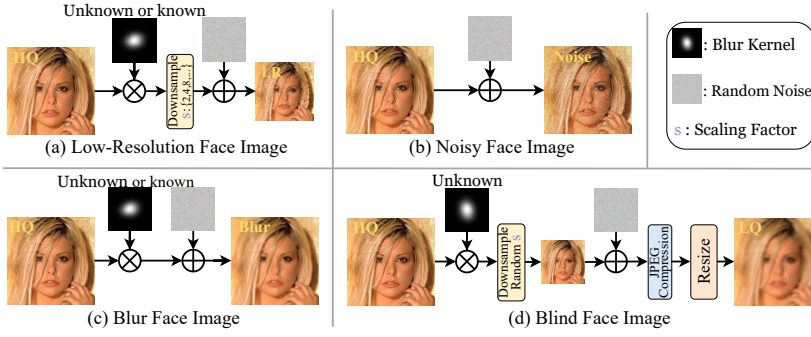 Unknown or known
HQ
Downsample
s: {2,4,8,...}
LR
(a) Low-Resolution Face Image
HQ
Noise
(b) Noisy Face Image
: Blur Kernel
: Random Noise
s : Scaling Factor
Unknown or known
HQ
Blur
(c) Blur Face Image
Unknown
HQ
Downsample
Random s
JPEG
Compression
Resize
LQ
(d) Blind Face Image